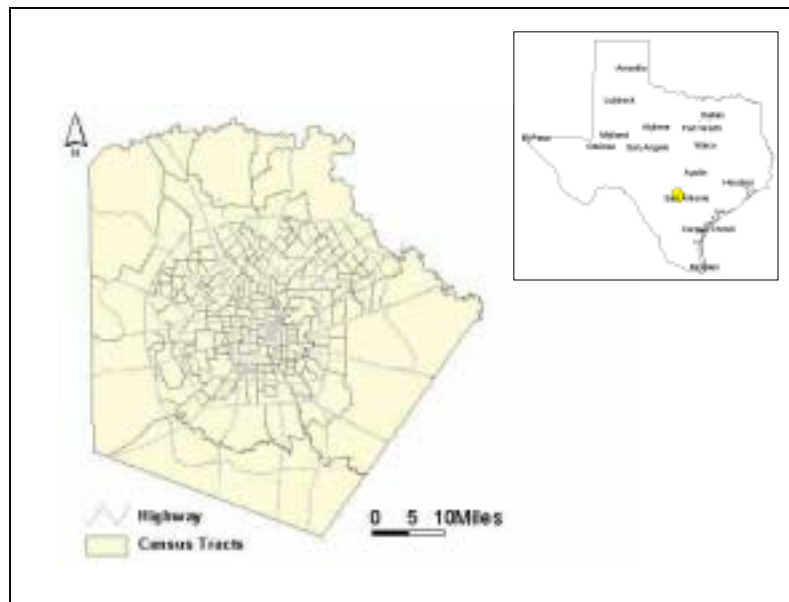 Amarillo
Lubbock
Dallas
El Paso
Midland
Abilene
Fort Worth
Odessa
San Angelo
Waco
Austin
Houston
San Antonio
Corpus Christi
N
Highway
0 5 10Miles
Census Tracts